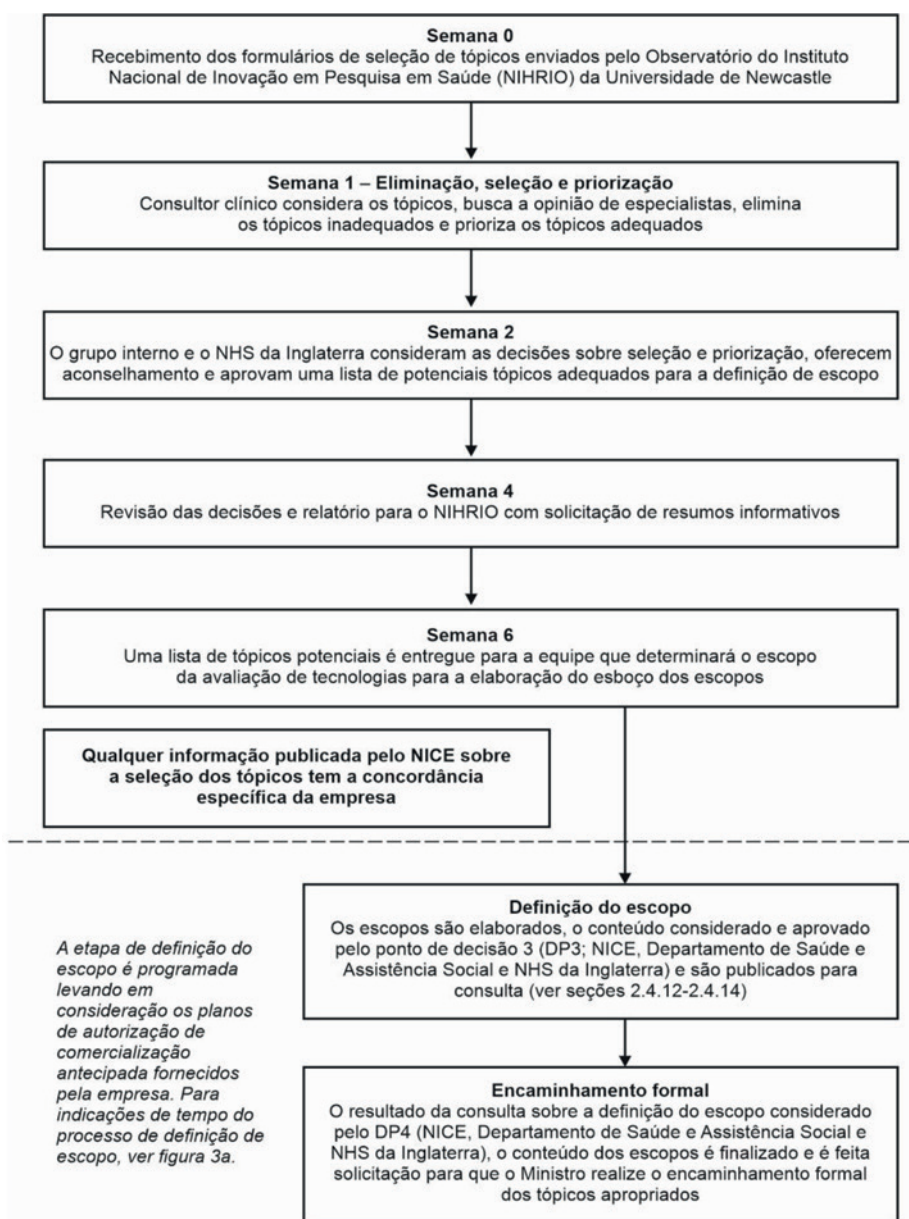 Semana 0
Recebimento dos formulários de seleção de tópicos enviados pelo Observatório do Instituto
Nacional de Inovação em Pesquisa em Saúde (NIHRIO) da Universidade de Newcastle
Semana 1 – Eliminação, seleção e priorização
Consultor clínico considera os tópicos, busca a opinião de especialistas, elimina
os tópicos inadequados e prioriza os tópicos adequados
Semana 2
O grupo interno e o NHS da Inglaterra consideram as decisões sobre seleção e priorização, oferecem
aconselhamento e aprovam uma lista de potenciais tópicos adequados para a definição de escopo
Semana 4
Revisão das decisões e relatório para o NIHRIO com solicitação de resumos informativos
Semana 6
Uma lista de tópicos potenciais é entregue para a equipe que determinará o escopo
da avaliação de tecnologias para a elaboração do esboço dos escopos
Qualquer informação publicada pelo NICE sobre
a seleção dos tópicos tem a concordância
específica da empresa
A etapa de definição do
escopo é programada
levando em
consideração os planos
de autorização de
comercialização
antecipada fornecidos
pela empresa. Para
indicações de tempo do
processo de definição de
escopo, ver figura 3a.
Definição do escopo
Os escopos são elaborados, o conteúdo considerado e aprovado
pelo ponto de decisão 3 (DP3; NICE, Departamento de Saúde e
Assistência Social e NHS da Inglaterra) e são publicados para
consulta (ver seções 2.4.12-2.4.14)
Encaminhamento formal
O resultado da consulta sobre a definição do escopo considerado
pelo DP4 (NICE, Departamento de Saúde e Assistência Social e
NHS da Inglaterra), o conteúdo dos escopos é finalizado e é feita
solicitação para que o Ministro realize o encaminhamento formal
dos tópicos apropriados